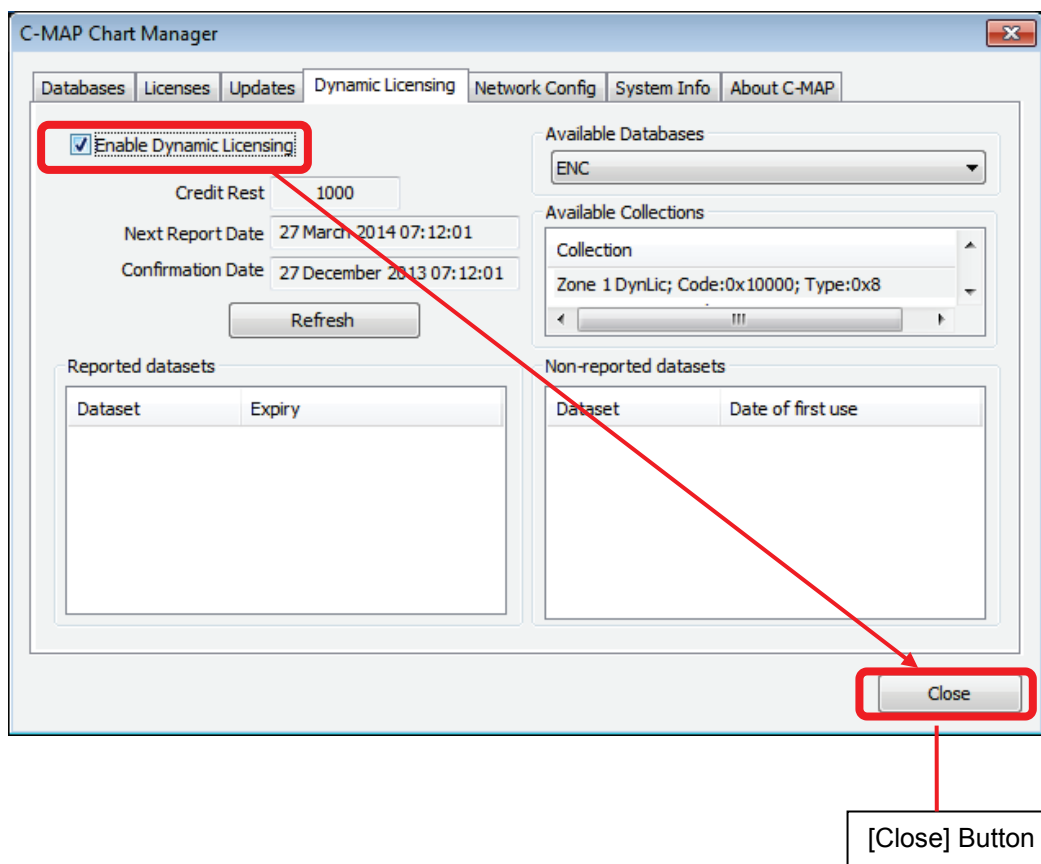 C-MAP Chart Manager
Databases Licenses Updates Dynamic Licensing Network Config System Info About C-MAP
Enable Dynamic Licensing
Credit Rest 1000
Next Report Date 27 March 2014 07:12:01
Confirmation Date 27 December 2013 07:12:01
Refresh
Available Databases
ENC
Available Collections
Collection
Zone 1 DynLic; Code:0x10000; Type:0x8
Reported datasets
Dataset Expiry
Non-reported datasets
Dataset Date of first use
Close
[Close] Button